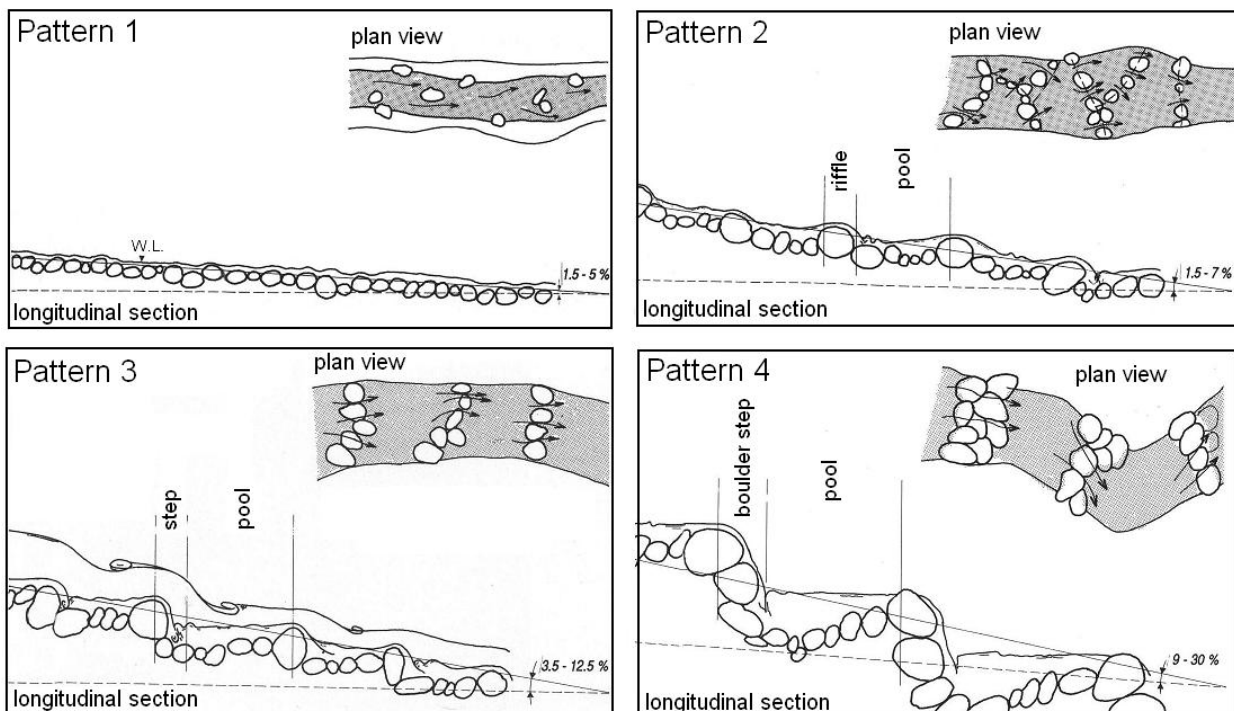 Pattern 1
plan view
W.L.
1.5 - 5 %
longitudinal section
Pattern 2
plan view
riffle
pool
1.5 - 7 %
longitudinal section
Pattern 3
plan view
step
pool
3.5 - 12.5 %
longitudinal section
Pattern 4
plan view
boulder step
pool
9 - 30 %
longitudinal section